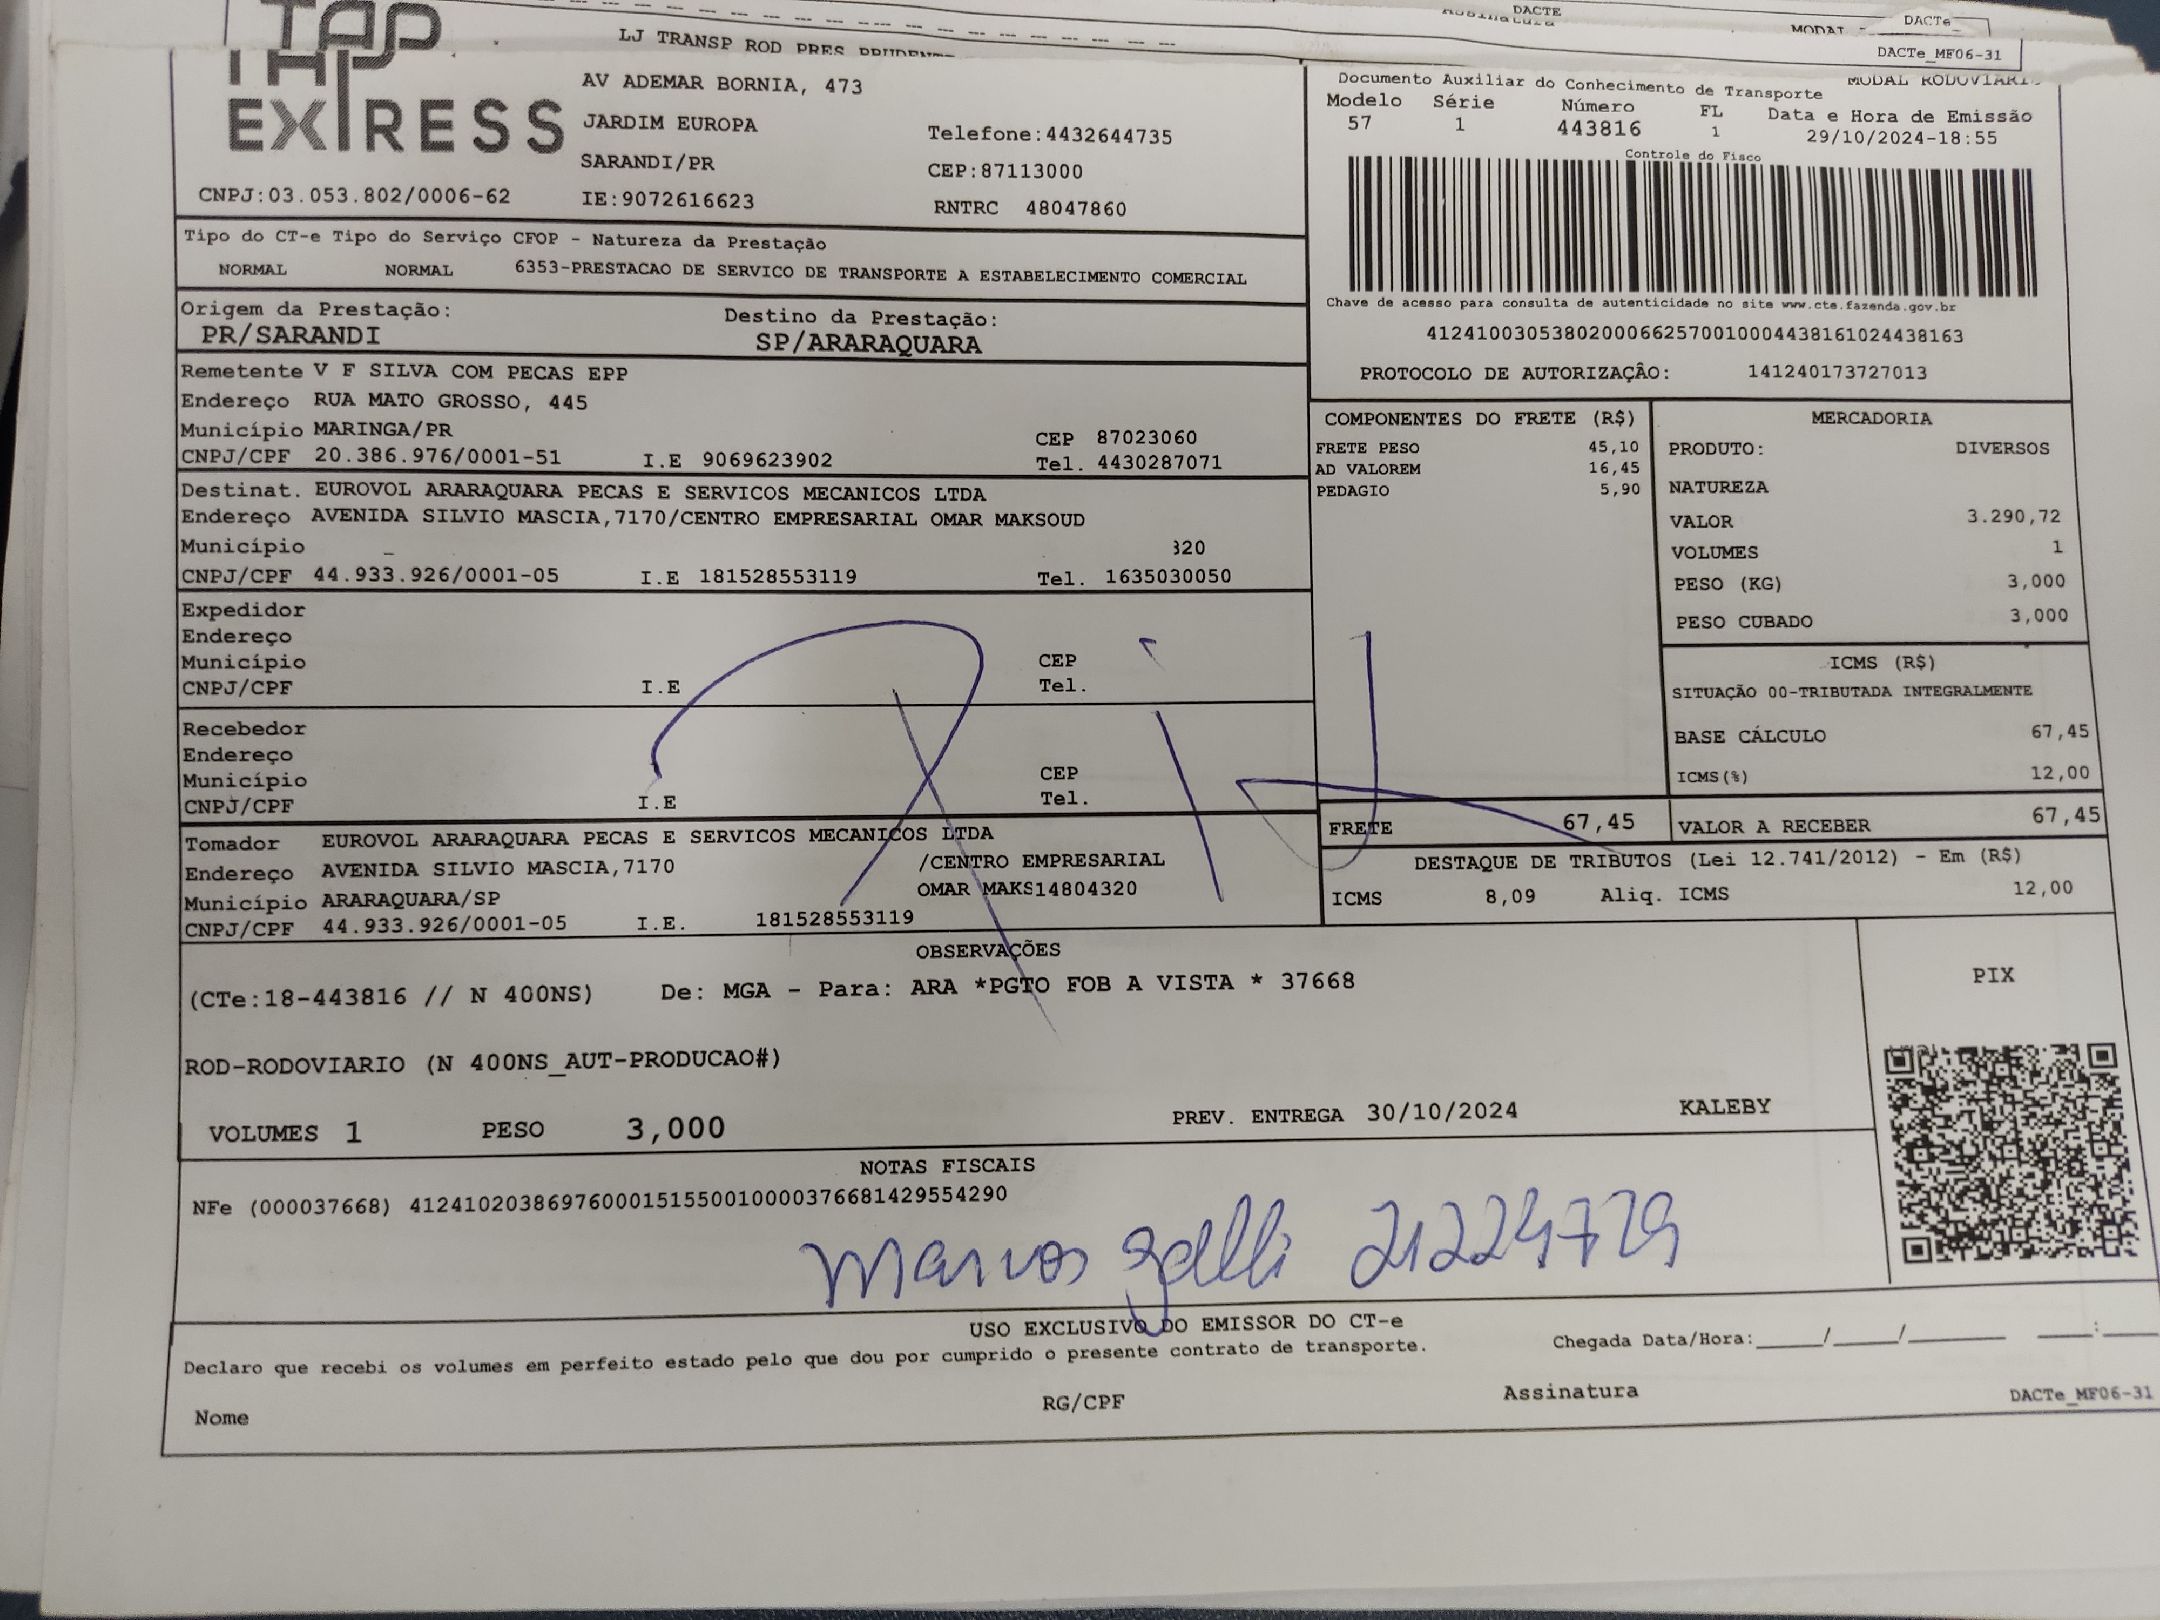 DACTE
DACTe
Assinatura
MODAL
DACTe_MF06-31
TAP
EXPRESS
LJ TRANSP ROD PRES PRUDENTE
AV ADEMAR BORNIA, 473
JARDIM EUROPA
Telefone:4432644735
SARANDI/PR
CEP:87113000
CNPJ:03.053.802/0006-62
IE:9072616623
RNTRC 48047860
Documento Auxiliar do Conhecimento de Transporte
MODAL RODOVIARI
Modelo Série Número FL Data e Hora de Emissão
57 1 443816 1 29/10/2024-18:55
Controle do Fisco
Chave de acesso para consulta de autenticidade no site www.cte.fazenda.gov.br
41241003053802000662570010004438161024438163
PROTOCOLO DE AUTORIZAÇÂO: 141240173727013
Tipo do CT-e Tipo do Serviço CFOP - Natureza da Prestação
NORMAL NORMAL 6353-PRESTACAO DE SERVICO DE TRANSPORTE A ESTABELECIMENTO COMERCIAL
Origem da Prestação: Destino da Prestação:
PR/SARANDI SP/ARARAQUARA
Remetente V F SILVA COM PECAS EPP
Endereço RUA MATO GROSSO, 445
Município MARINGA/PR CEP 87023060
CNPJ/CPF 20.386.976/0001-51 I.E 9069623902 Tel. 4430287071
Destinat. EUROVOL ARARAQUARA PECAS E SERVICOS MECANICOS LTDA
Endereço AVENIDA SILVIO MASCIA,7170/CENTRO EMPRESARIAL OMAR MAKSOUD
Município 320
CNPJ/CPF 44.933.926/0001-05 I.E 181528553119 Tel. 1635030050
Expedidor
Endereço
Município CEP
CNPJ/CPF I.E Tel.
Recebedor
Endereço
Município CEP
CNPJ/CPF I.E Tel.
Tomador EUROVOL ARARAQUARA PECAS E SERVICOS MECANICOS LTDA
Endereço AVENIDA SILVIO MASCIA,7170 /CENTRO EMPRESARIAL
Município ARARAQUARA/SP OMAR MAKS14804320
CNPJ/CPF 44.933.926/0001-05 I.E. 181528553119
COMPONENTES DO FRETE (R$)
FRETE PESO 45,10
AD VALOREM 16,45
PEDAGIO 5,90
MERCADORIA
PRODUTO: DIVERSOS
NATUREZA
VALOR 3.290,72
VOLUMES 1
PESO (KG) 3,000
PESO CUBADO 3,000
ICMS (R$)
SITUAÇÃO 00-TRIBUTADA INTEGRALMENTE
BASE CÁLCULO 67,45
ICMS(%) 12,00
FRETE 67,45 VALOR A RECEBER 67,45
DESTAQUE DE TRIBUTOS (Lei 12.741/2012) - Em (R$)
ICMS 8,09 Aliq. ICMS 12,00
OBSERVAÇÕES
(CTe:18-443816 // N 400NS) De: MGA - Para: ARA *PGTO FOB A VISTA * 37668
PIX
ROD-RODOVIARIO (N 400NS_AUT-PRODUCAO#)
VOLUMES 1 PESO 3,000 PREV. ENTREGA 30/10/2024 KALEBY
NOTAS FISCAIS
NFe (000037668) 41241020386976000151550010000376681429554290
Marcos 21224729
USO EXCLUSIVO DO EMISSOR DO CT-e
Declaro que recebi os volumes em perfeito estado pelo que dou por cumprido o presente contrato de transporte.
Chegada Data/Hora:____/____/________ ____:____
Nome RG/CPF Assinatura DACTe_MF06-31